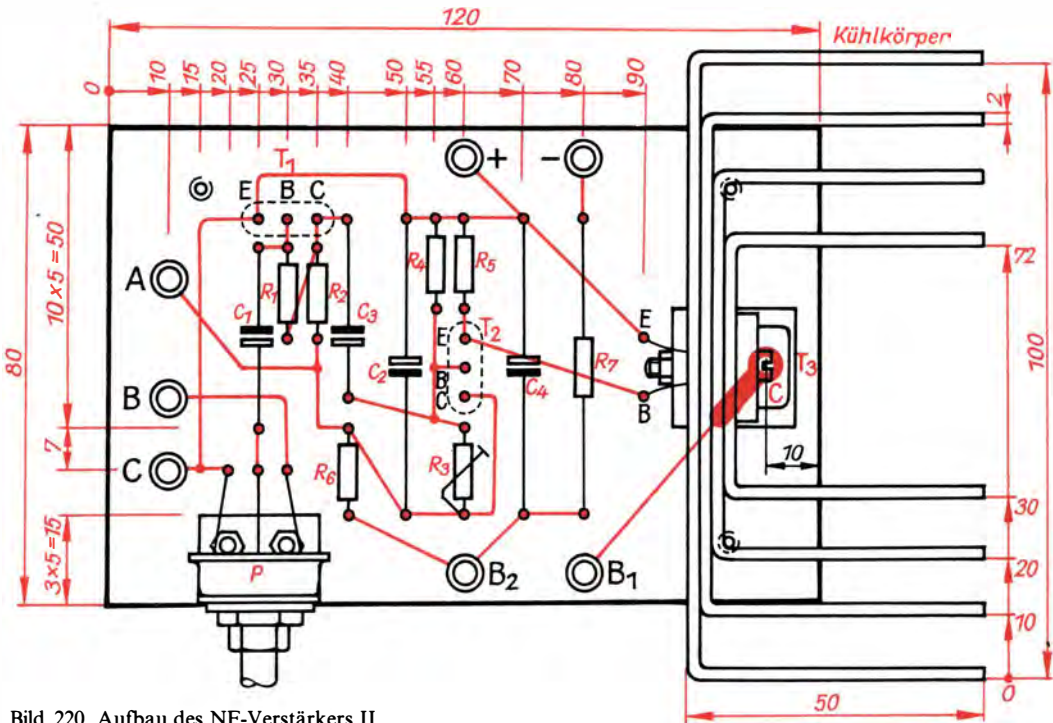 120
Kühlkörper
0 10 15 20 25 30 35 40 50 55 60 70 80 90
2
T1
+ −
E B C
10 x 5 = 50
80
72
100
A
R4 R5
C1 R1 R2 C3
T2
E
E
R7
T3
B
C2
C4
C
C
B
B
10
7
C
R6
R3
30
3x5=15
20
P
B2
B1
10
0
50
Bild 220 Aufbau des NF-Verstärkers II